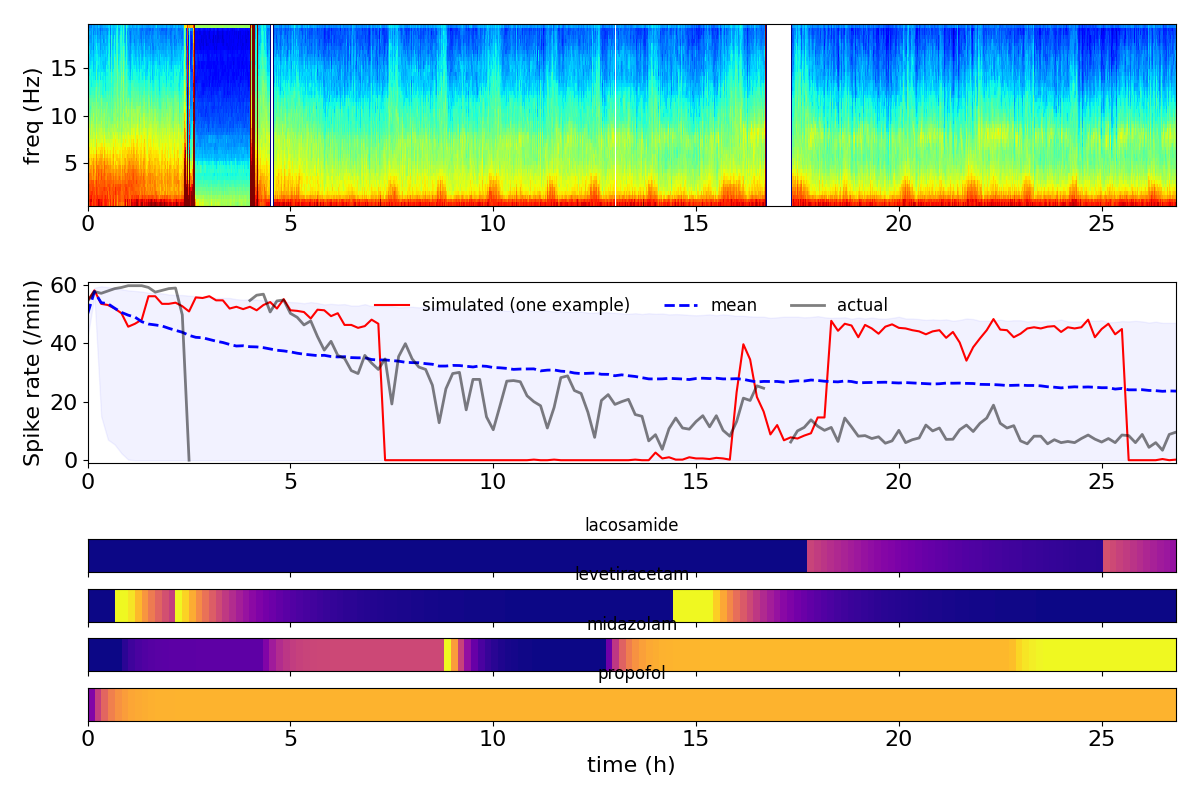 freq (Hz)
15
10
5
0 5 10 15 20 25
Spike rate (/min)
60
40
20
0
simulated (one example) mean actual
0 5 10 15 20 25
lacosamide
levetiracetam
midazolam
propofol
0 5 10 15 20 25
time (h)